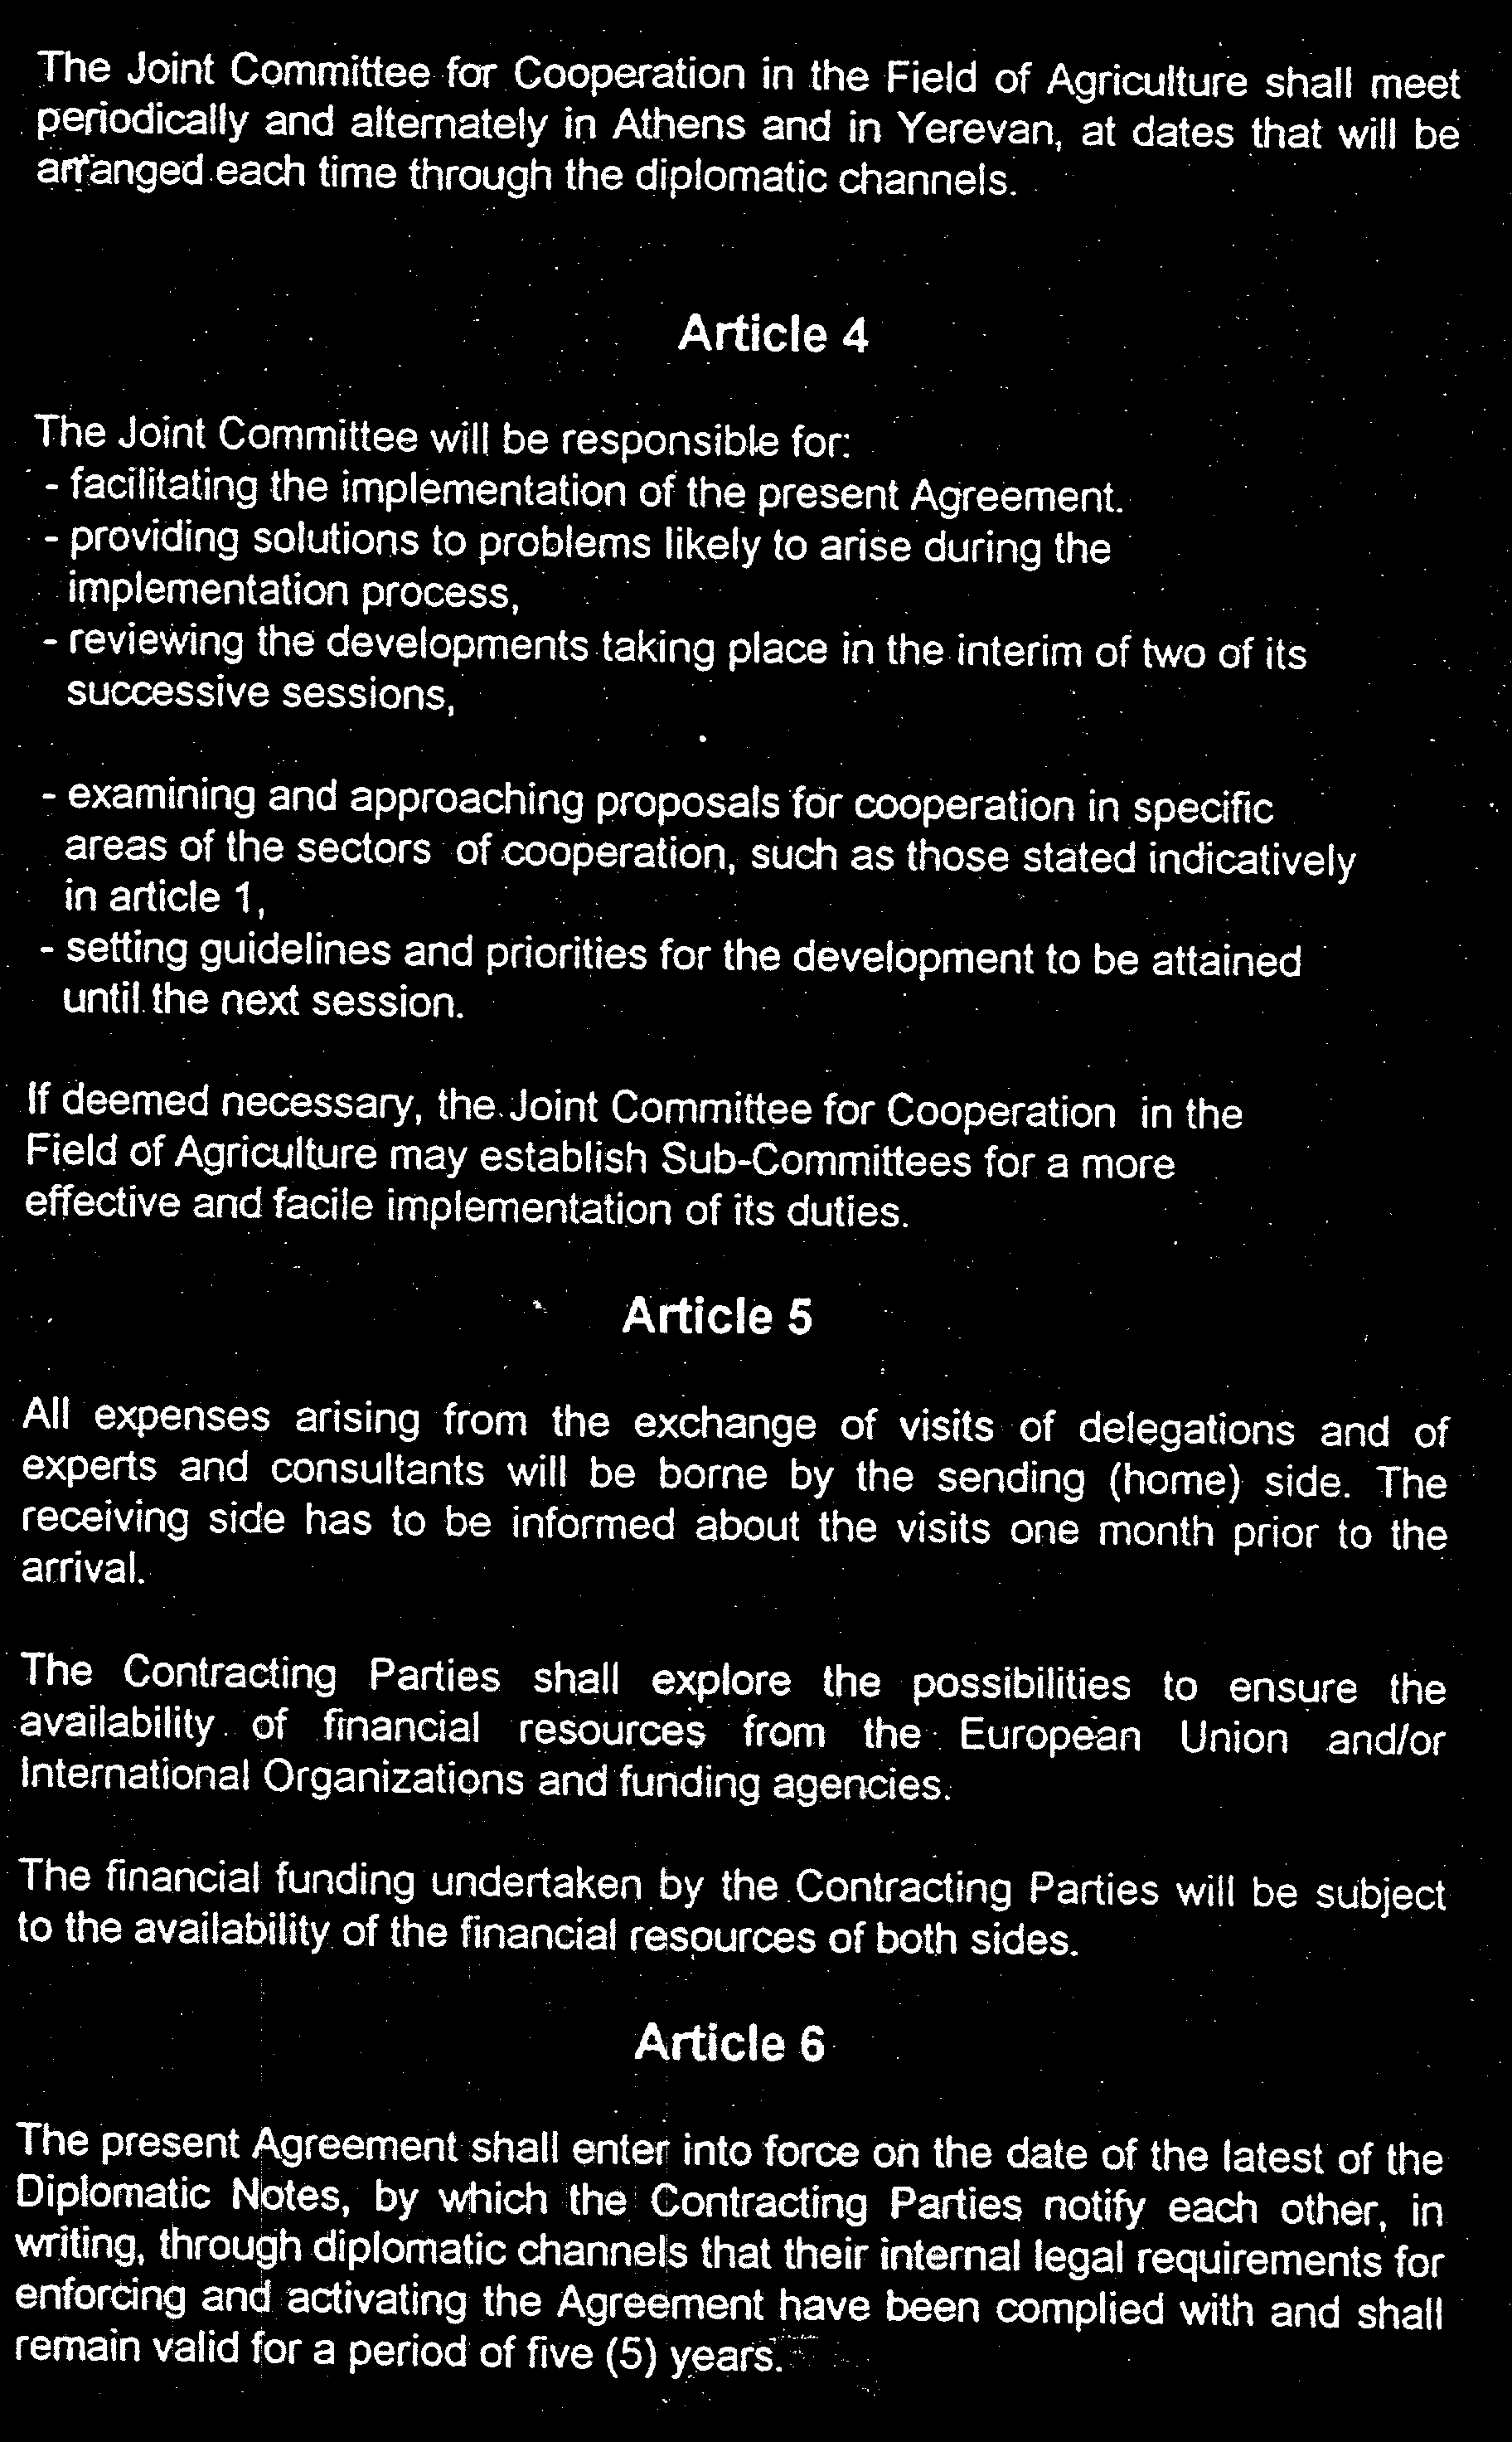 The Joint Committee for Cooperation in the Field of Agriculture shall meet
periodically and alternately in Athens and in Yerevan, at dates that will be
arranged each time through the diplomatic channels.
Article 4
The Joint Committee will be responsible for:
- facilitating the implementation of the present Agreement.
- providing solutions to problems likely to arise during the
implementation process,
- reviewing the developments taking place in the interim of two of its
successive sessions,
- examining and approaching proposals for cooperation in specific
areas of the sectors of cooperation, such as those stated indicatively
in article 1,
- setting guidelines and priorities for the development to be attained
until the next session.
If deemed necessary, the Joint Committee for Cooperation in the
Field of Agriculture may establish Sub-Committees for a more
effective and facile implementation of its duties.
Article 5
All expenses arising from the exchange of visits of delegations and of
experts and consultants will be borne by the sending (home) side. The
receiving side has to be informed about the visits one month prior to the
arrival.
The Contracting Parties shall explore the possibilities to ensure the
availability of financial resources from the European Union and/or
International Organizations and funding agencies.
The financial funding undertaken by the Contracting Parties will be subject
to the availability of the financial resources of both sides.
Article 6
The present Agreement shall enter into force on the date of the latest of the
Diplomatic Notes, by which the Contracting Parties notify each other, in
writing, through diplomatic channels that their internal legal requirements for
enforcing and activating the Agreement have been complied with and shall
remain valid for a period of five (5) years.